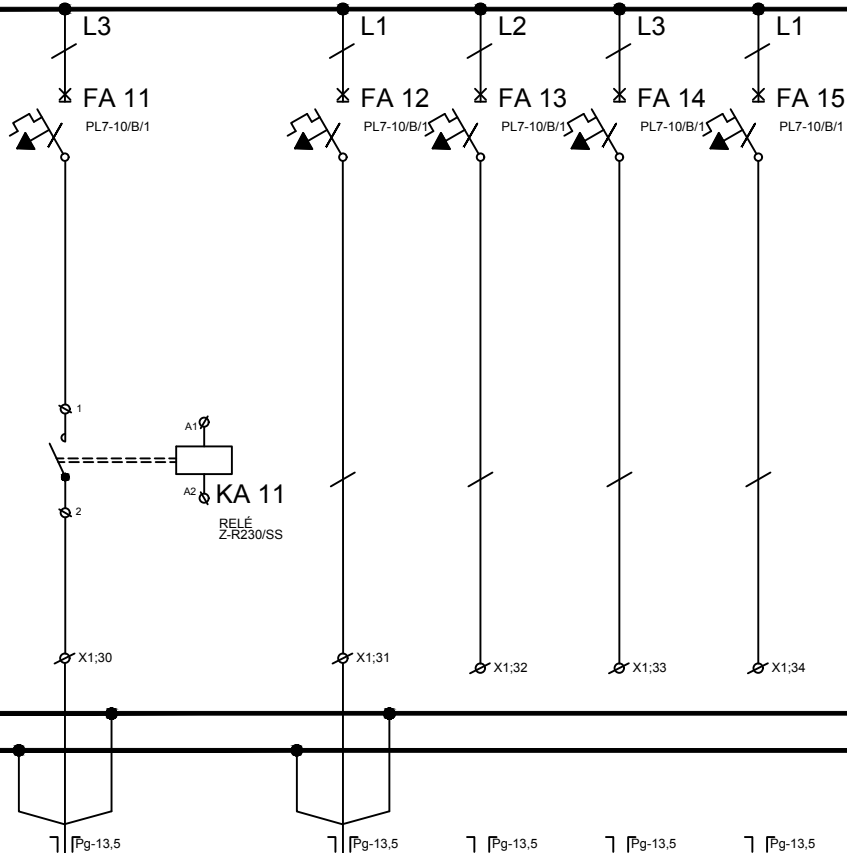 L3 L1 L2 L3 L1
FA 11 FA 12 FA 13 FA 14 FA 15
PL7-10/B/1 PL7-10/B/1 PL7-10/B/1 PL7-10/B/1 PL7-10/B/1
1
A1
A2 KA 11
2
RELÉ
Z-R230/SS
X1;30 X1;31 X1;32 X1;33 X1;34
Pg-13,5 Pg-13,5 Pg-13,5 Pg-13,5 Pg-13,5